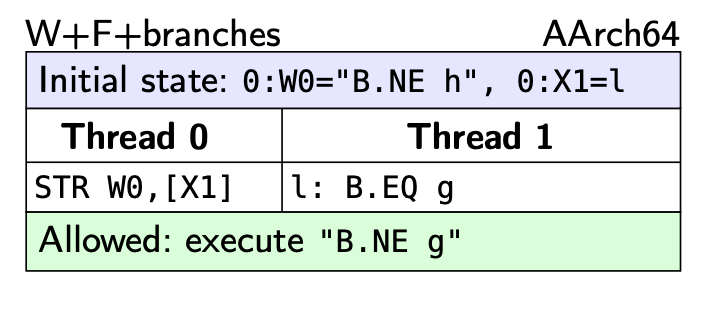 W+F+branches AArch64
Initial state: 0:W0="B.NE h", 0:X1=l
Thread 0 Thread 1
STR W0,[X1] l: B.EQ g
Allowed: execute "B.NE g"